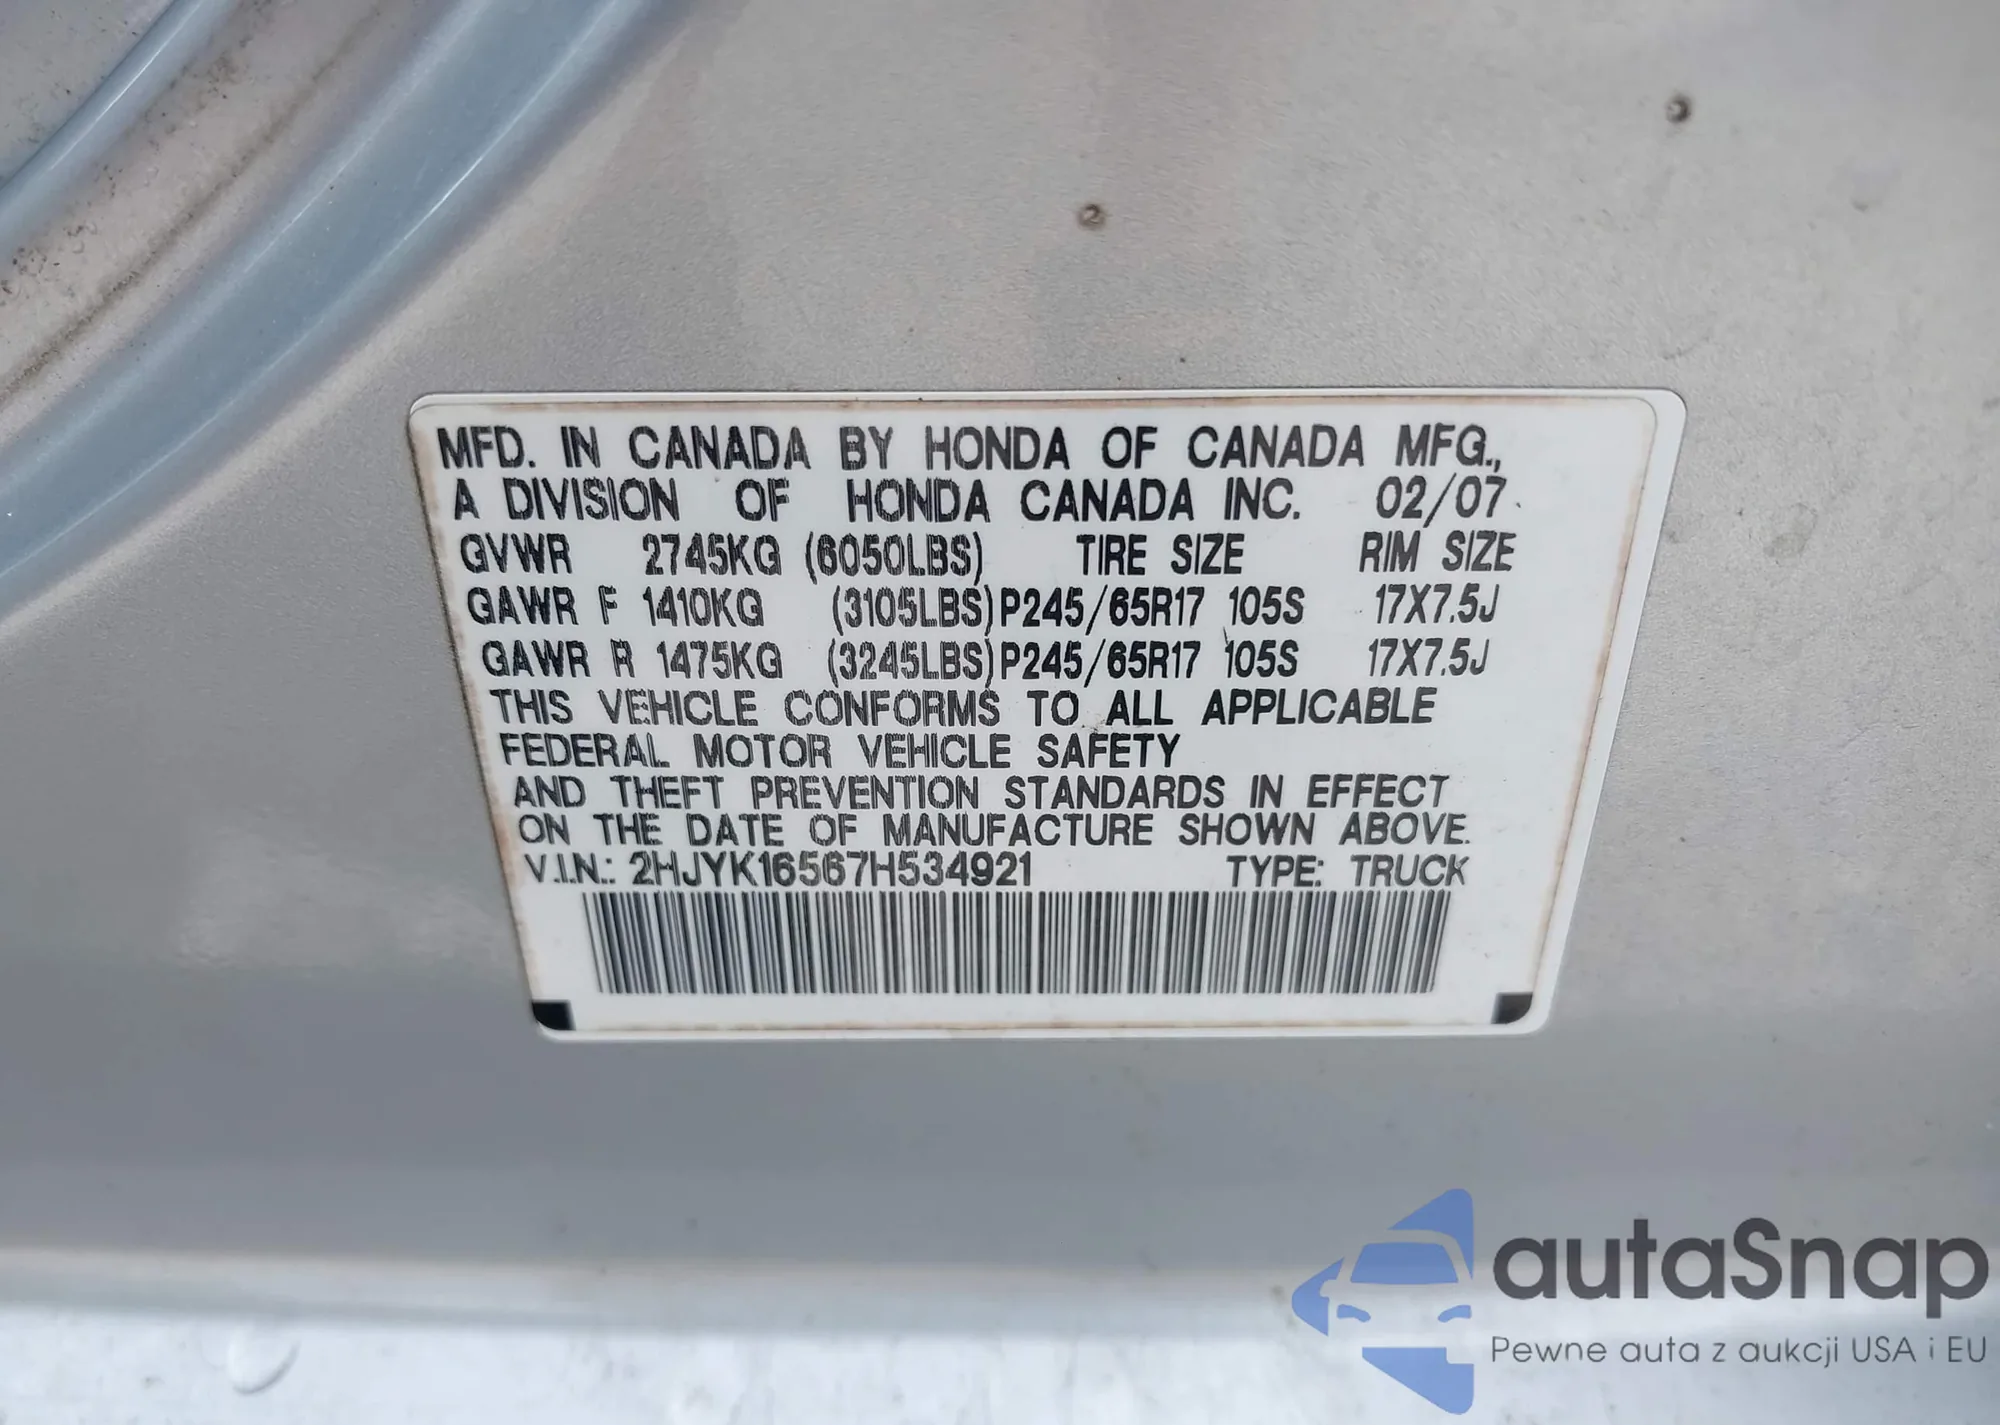 MFD. IN CANADA BY HONDA OF CANADA MFG.,
A DIVISION OF HONDA CANADA INC. 02/07
GVWR 2745KG (6050LBS) TIRE SIZE RIM SIZE
GAWR F 1410KG (3105LBS) P245/65R17 105S 17X7.5J
GAWR R 1475KG (3245LBS) P245/65R17 105S 17X7.5J
THIS VEHICLE CONFORMS TO ALL APPLICABLE
FEDERAL MOTOR VEHICLE SAFETY
AND THEFT PREVENTION STANDARDS IN EFFECT
ON THE DATE OF MANUFACTURE SHOWN ABOVE.
V.I.N.: 2HJYK16567H534921 TYPE: TRUCK
autaSnap
Pewne auta z aukcji USA i EU